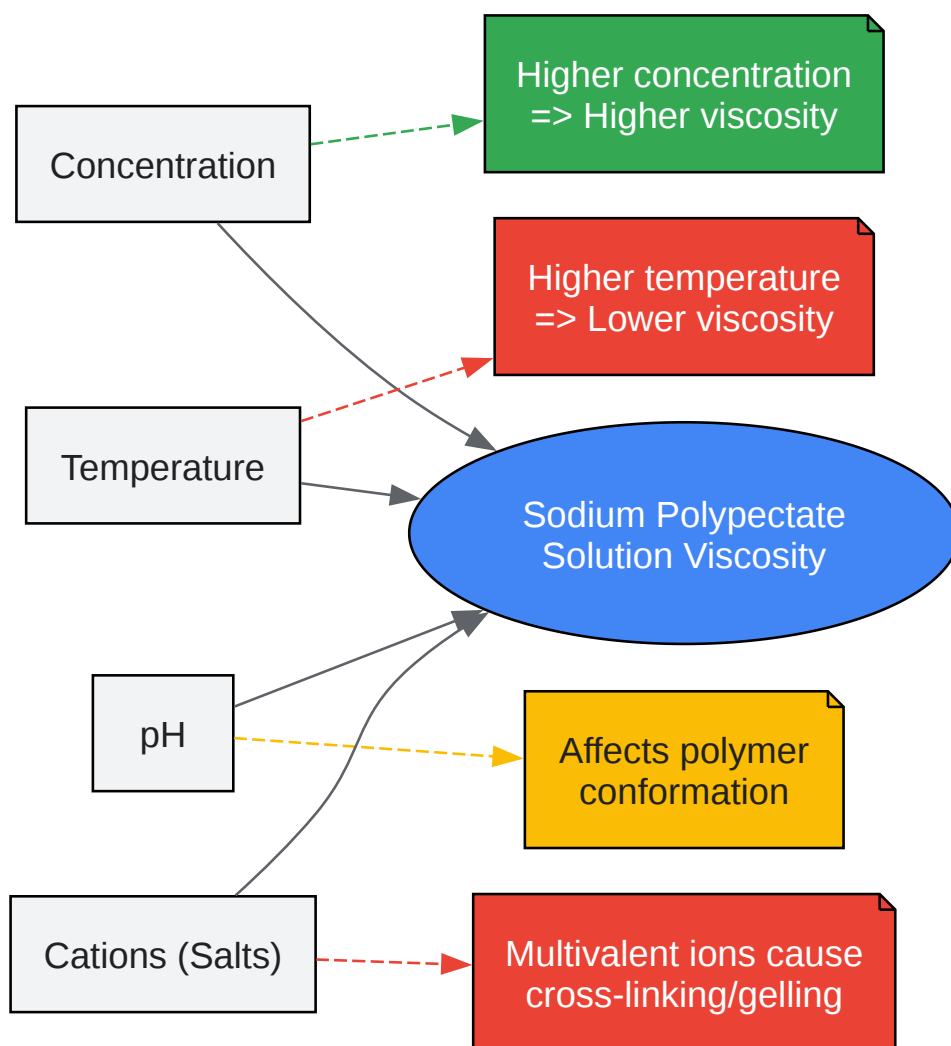 Higher concentration
=> Higher viscosity
Concentration
Higher temperature
=> Lower viscosity
Temperature
Sodium Polypectate
Solution Viscosity
pH
Affects polymer
conformation
Cations (Salts)
Multivalent ions cause
cross-linking/gelling